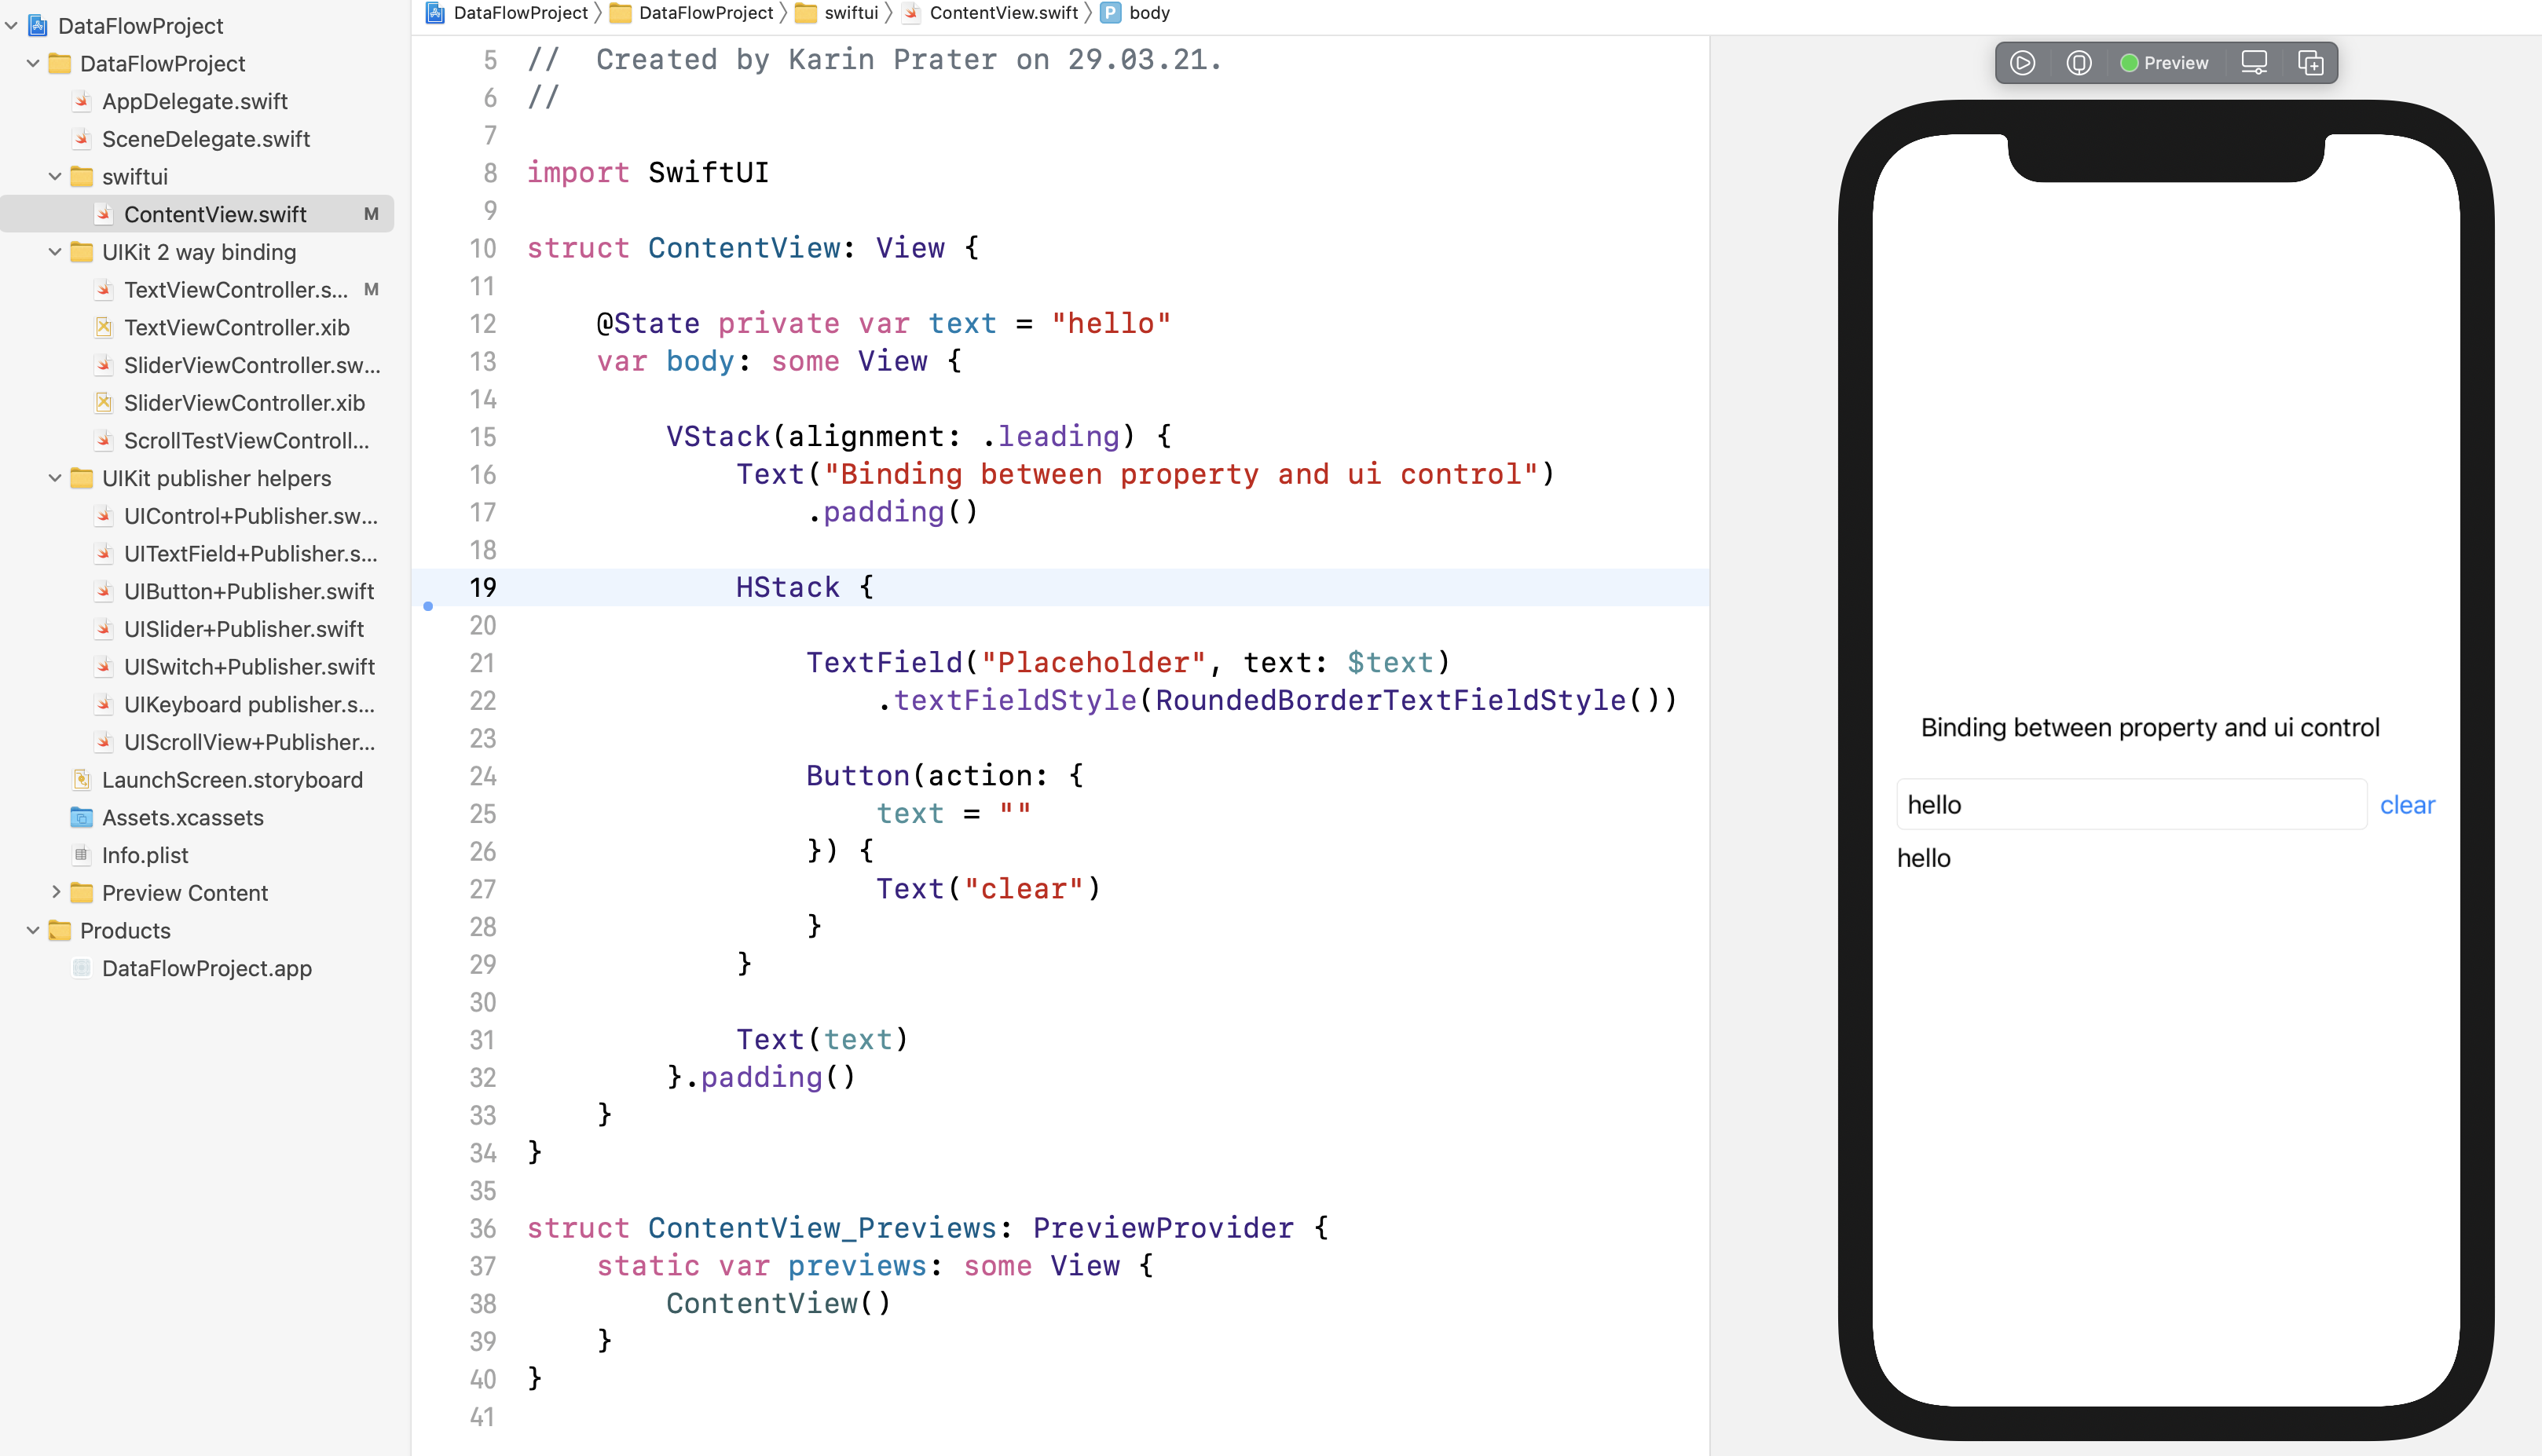 DataFlowProject
DataFlowProject
AppDelegate.swift
SceneDelegate.swift
swiftui
ContentView.swift M
UIKit 2 way binding
TextViewController.s... M
TextViewController.xib
SliderViewController.sw...
SliderViewController.xib
ScrollTestViewControll...
UIKit publisher helpers
UIControl+Publisher.sw...
UITextField+Publisher.s...
UIButton+Publisher.swift
UISlider+Publisher.swift
UISwitch+Publisher.swift
UIKeyboard publisher.s...
UIScrollView+Publisher...
LaunchScreen.storyboard
Assets.xcassets
Info.plist
Preview Content
Products
DataFlowProject.app
DataFlowProject DataFlowProject swiftui ContentView.swift P body
5 //  Created by Karin Prater on 29.03.21.
6 //
7
8 import SwiftUI
9
10 struct ContentView: View {
11
12     @State private var text = "hello"
13     var body: some View {
14
15         VStack(alignment: .leading) {
16             Text("Binding between property and ui control")
17                 .padding()
18
19             HStack {
20
21                 TextField("Placeholder", text: $text)
22                     .textFieldStyle(RoundedBorderTextFieldStyle())
23
24                 Button(action: {
25                     text = ""
26                 }) {
27                     Text("clear")
28                 }
29             }
30
31             Text(text)
32         }.padding()
33     }
34 }
35
36 struct ContentView_Previews: PreviewProvider {
37     static var previews: some View {
38         ContentView()
39     }
40 }
41
Preview
Binding between property and ui control
hello clear
hello